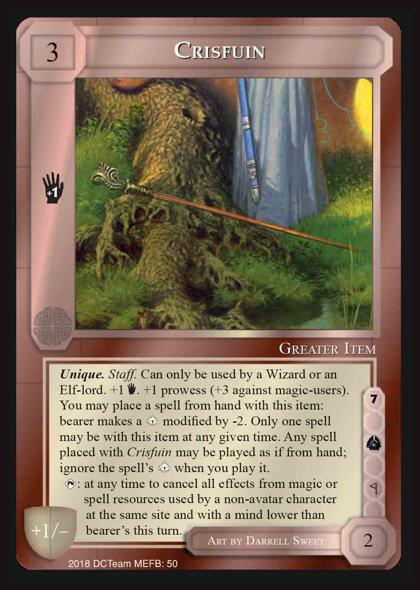 3
CRISFUIN
+1
GREATER ITEM
Unique. Staff. Can only be used by a Wizard or an
Elf-lord. +1 . +1 prowess (+3 against magic-users).
You may place a spell from hand with this item:
bearer makes a modified by -2. Only one spell
may be with this item at any given time. Any spell
placed with Crisfuin may be played as if from hand;
ignore the spell's when you play it.
: at any time to cancel all effects from magic or
spell resources used by a non-avatar character
at the same site and with a mind lower than
bearer's this turn.
7
+1/–
ART BY DARRELL SWEET
2
2018 DCTeam MEFB: 50